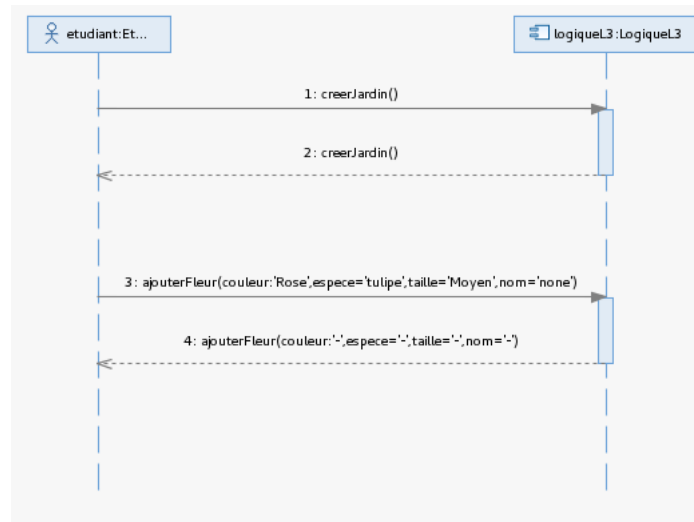 etudiant:Et...
logiqueL3:LogiqueL3
1: creerJardin()
2: creerJardin()
3: ajouterFleur(couleur:'Rose',espece='tulipe',taille='Moyen',nom='none')
4: ajouterFleur(couleur:'-',espece='-',taille='-',nom='-')